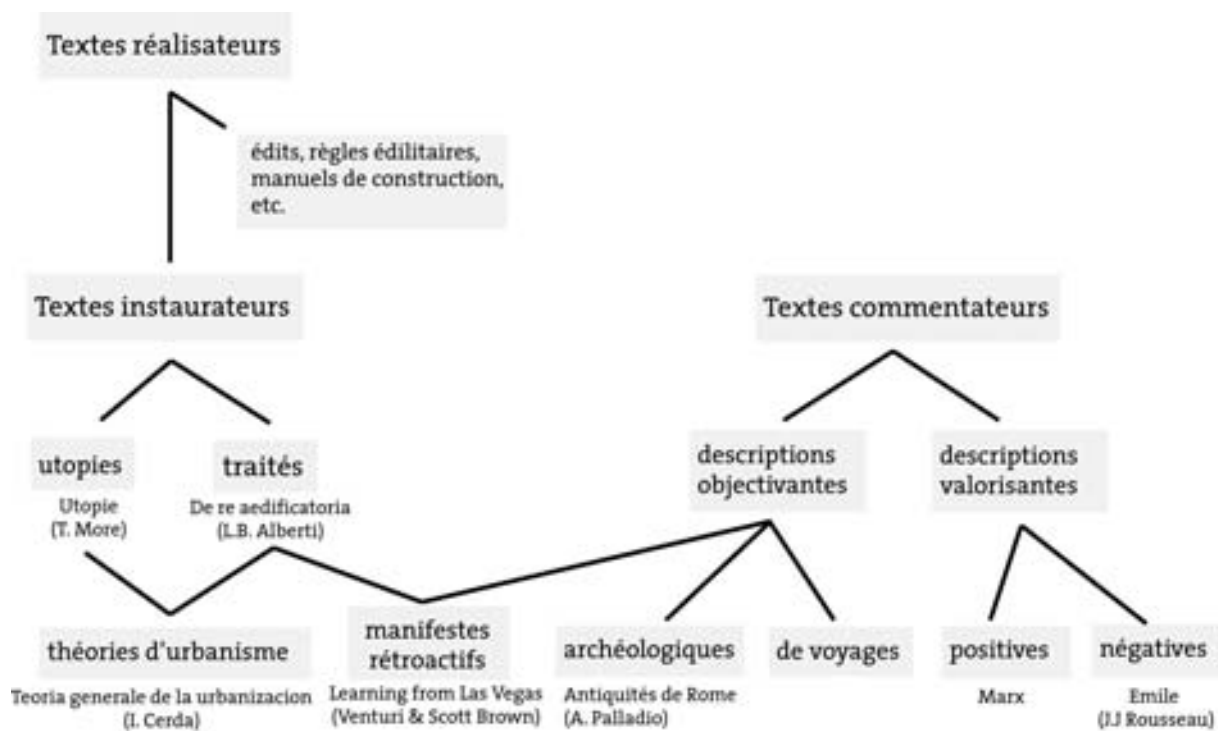 Textes réalisateurs
édits, règles édilitaires,
manuels de construction,
etc.
Textes instaurateurs
Textes commentateurs
utopies
Utopie
(T. More)
traités
De re aedificatoria
(L.B. Alberti)
descriptions
objectivantes
descriptions
valorisantes
théories d'urbanisme
Teoria generale de la urbanizacion
(I. Cerda)
manifestes
rétroactifs
Learning from Las Vegas
(Venturi & Scott Brown)
archéologiques
Antiquités de Rome
(A. Palladio)
de voyages
positives
Marx
négatives
Emile
(J.J Rousseau)